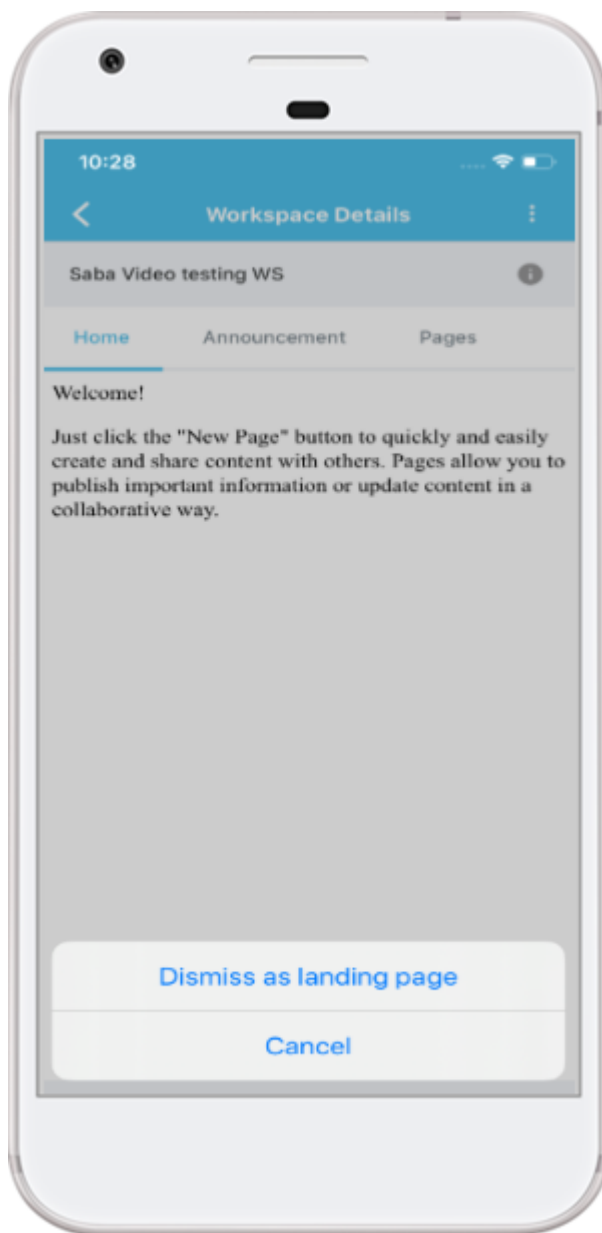 10:28
Workspace Details
Saba Video testing WS
Home Announcement Pages
Welcome!
Just click the "New Page" button to quickly and easily
create and share content with others. Pages allow you to
publish important information or update content in a
collaborative way.
Dismiss as landing page
Cancel